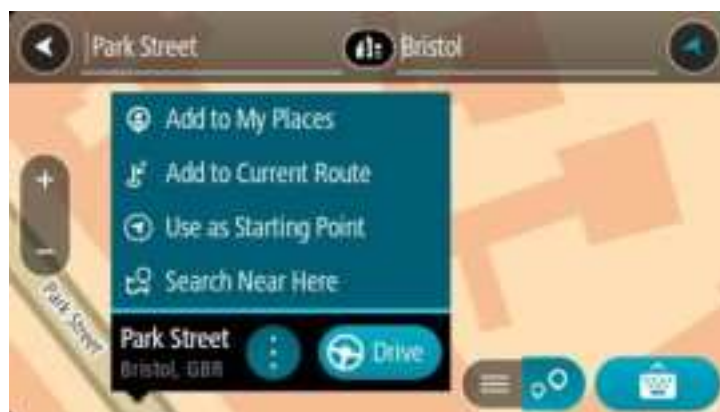 Park Street
Bristol
Add to My Places
Add to Current Route
Use as Starting Point
Search Near Here
Park Street
Park Street
Bristol, GBR
Drive